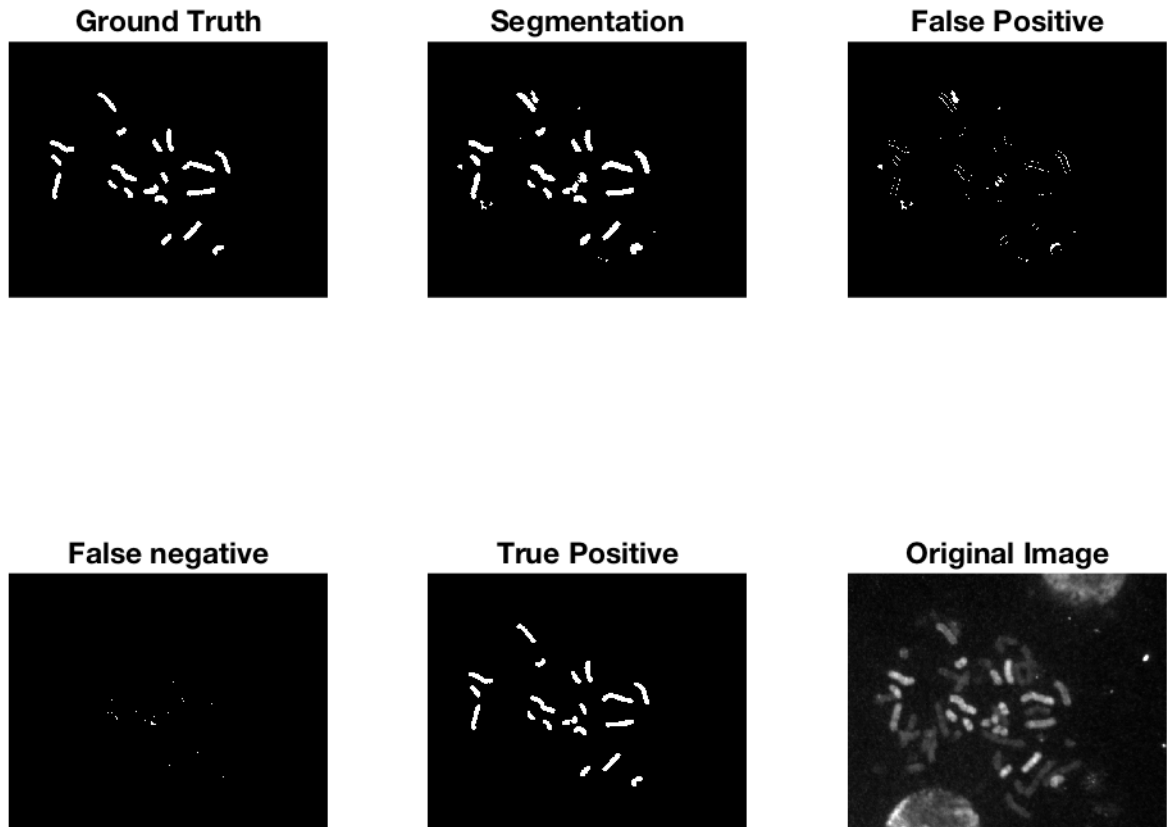 Ground Truth
Segmentation
False Positive
False negative
True Positive
Original Image